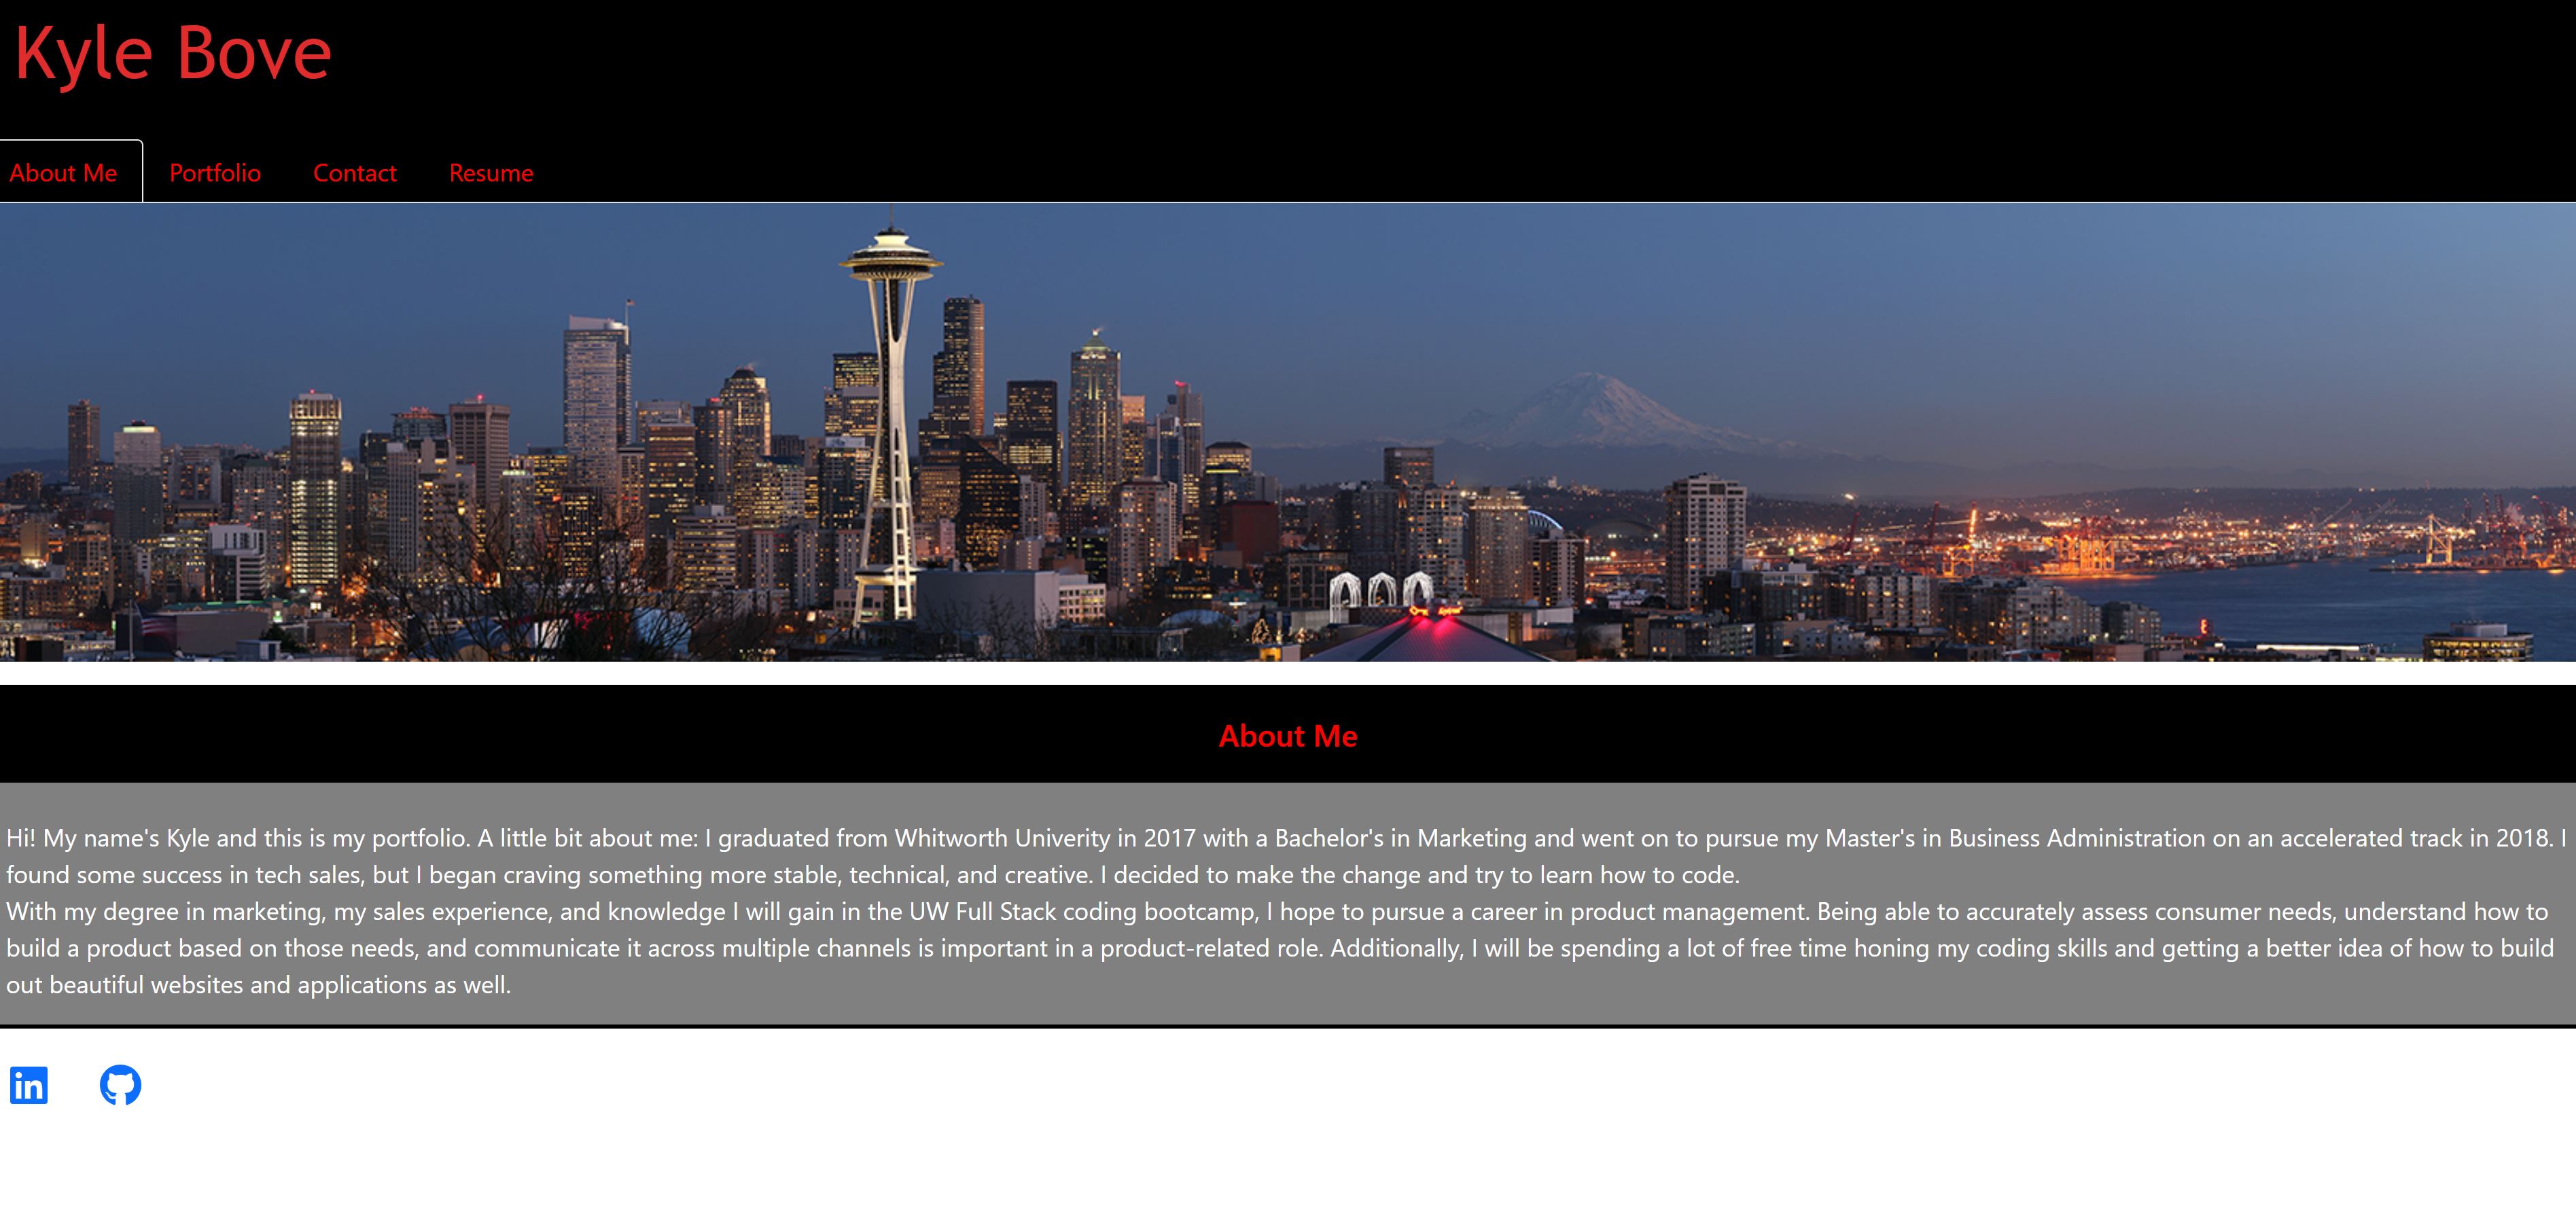 Kyle Bove
About Me Portfolio Contact Resume
About Me
Hi! My name's Kyle and this is my portfolio. A little bit about me: I graduated from Whitworth Univerity in 2017 with a Bachelor's in Marketing and went on to pursue my Master's in Business Administration on an accelerated track in 2018. I
found some success in tech sales, but I began craving something more stable, technical, and creative. I decided to make the change and try to learn how to code.
With my degree in marketing, my sales experience, and knowledge I will gain in the UW Full Stack coding bootcamp, I hope to pursue a career in product management. Being able to accurately assess consumer needs, understand how to
build a product based on those needs, and communicate it across multiple channels is important in a product-related role. Additionally, I will be spending a lot of free time honing my coding skills and getting a better idea of how to build
out beautiful websites and applications as well.
in